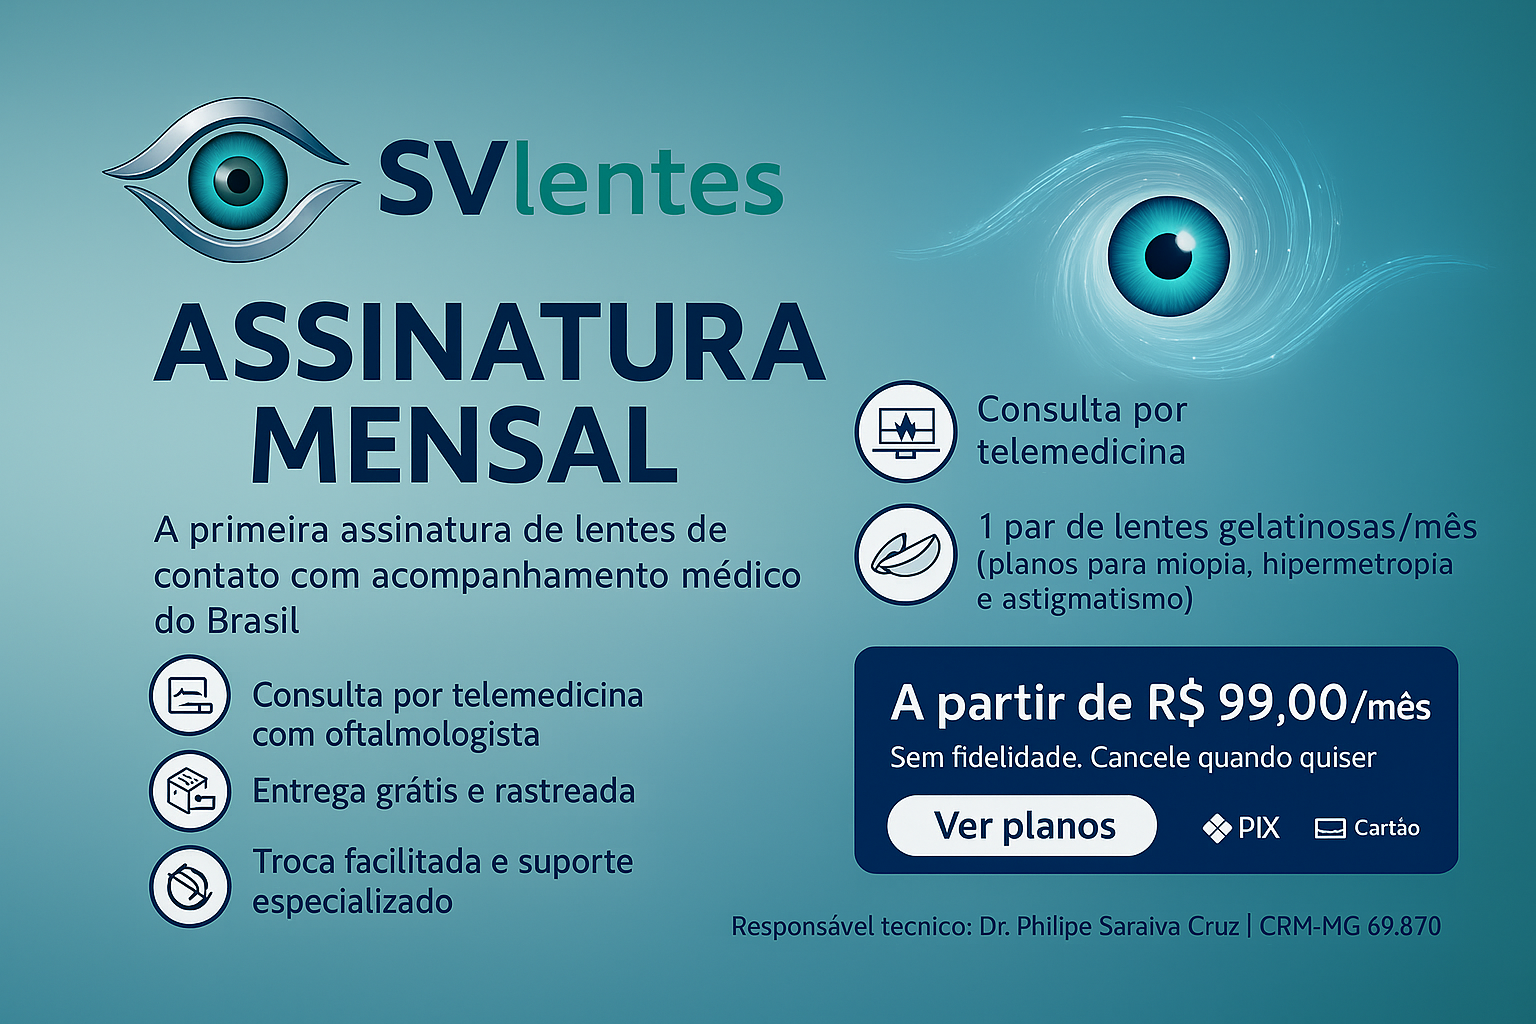 SVlentes
ASSINATURA
MENSAL
A primeira assinatura de lentes de
contato com acompanhamento médico
do Brasil
Consulta por telemedicina
com oftalmologista
Entrega grátis e rastreada
Troca facilitada e suporte
especializado
Consulta por
telemedicina
1 par de lentes gelatinosas/mês
(planos para miopia, hipermetropia
e astigmatismo)
A partir de R$ 99,00/mês
Sem fidelidade. Cancele quando quiser
Ver planos
PIX
Cartáo
Responsável tecnico: Dr. Philipe Saraiva Cruz | CRM-MG 69.870